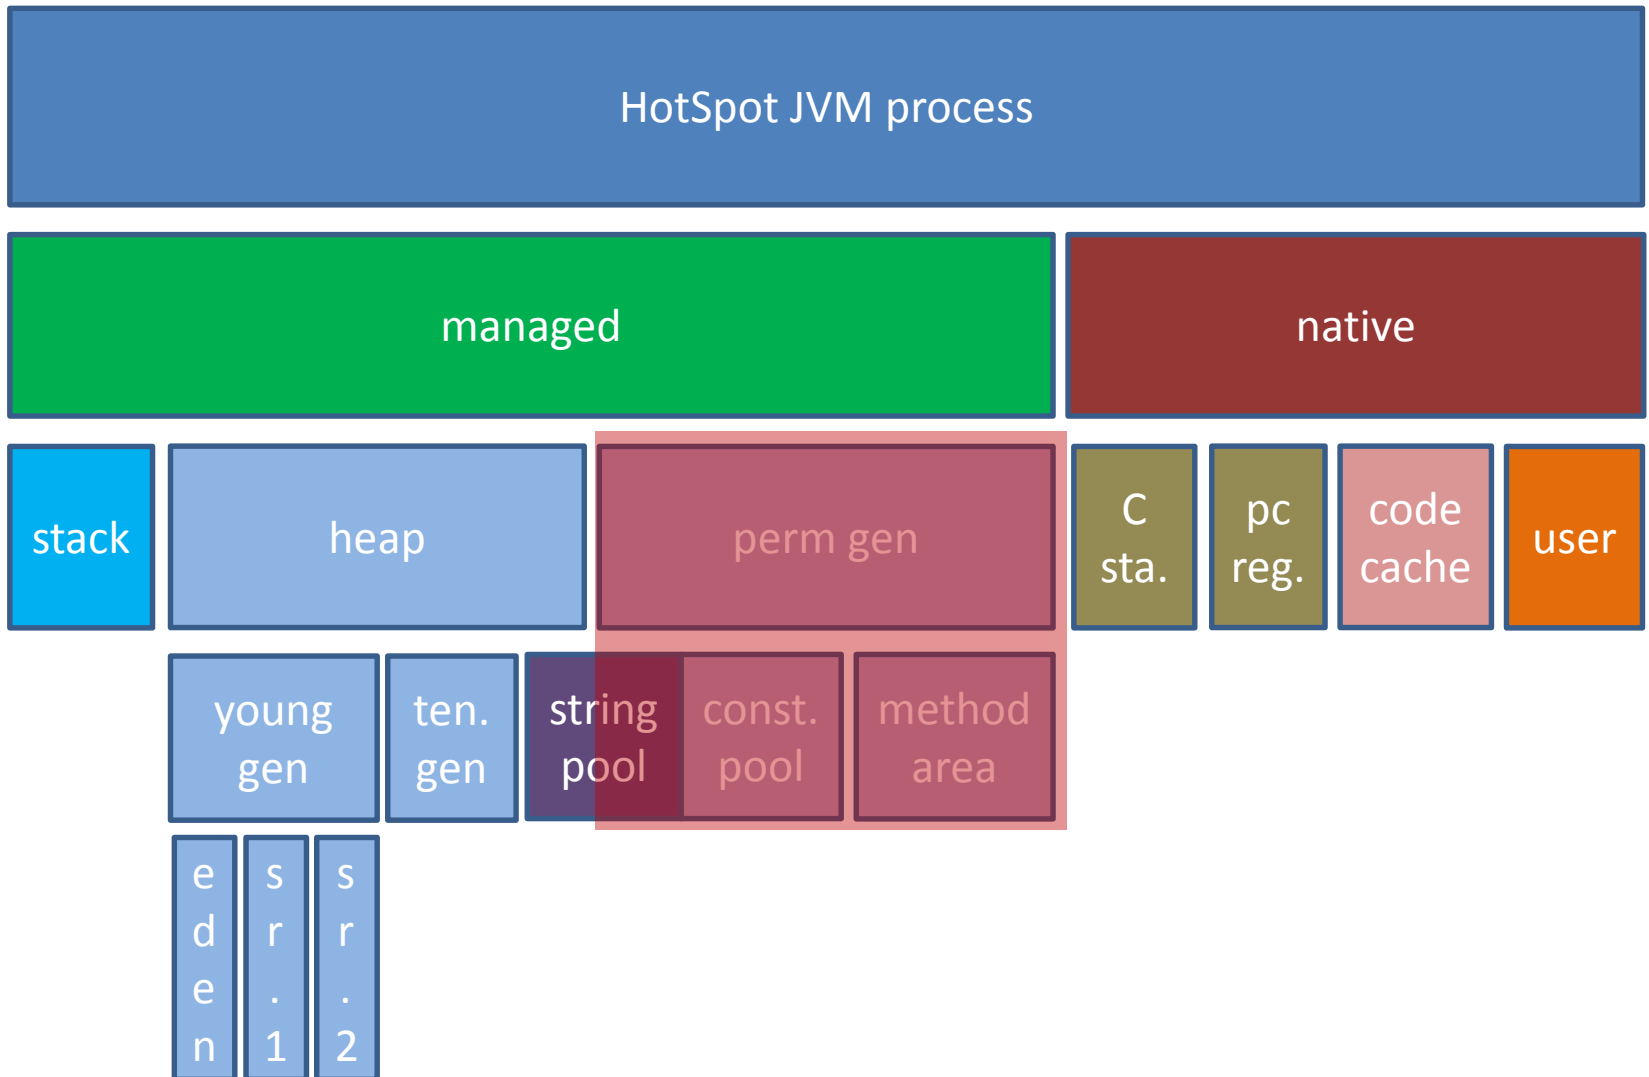 HotSpot JVM process
managed
native
stack
heap
perm gen
C
sta.
pc
reg.
code
cache
user
young
gen
ten.
gen
string
pool
const.
pool
method
area
e
d
e
n
s
r
.
1
s
r
.
2